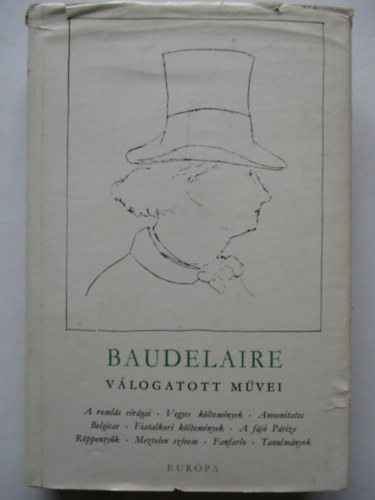 BAUDELAIRE
VÁLOGATOTT MŰVEI
A romlás virágai · Vegyes költemények · Amoenitates
Belgicae · Fiatalkori költemények · A fájó Párizs
Röppentyűk · Meztelen szívem · Fanfarlo · Tanulmányok
EURÓPA